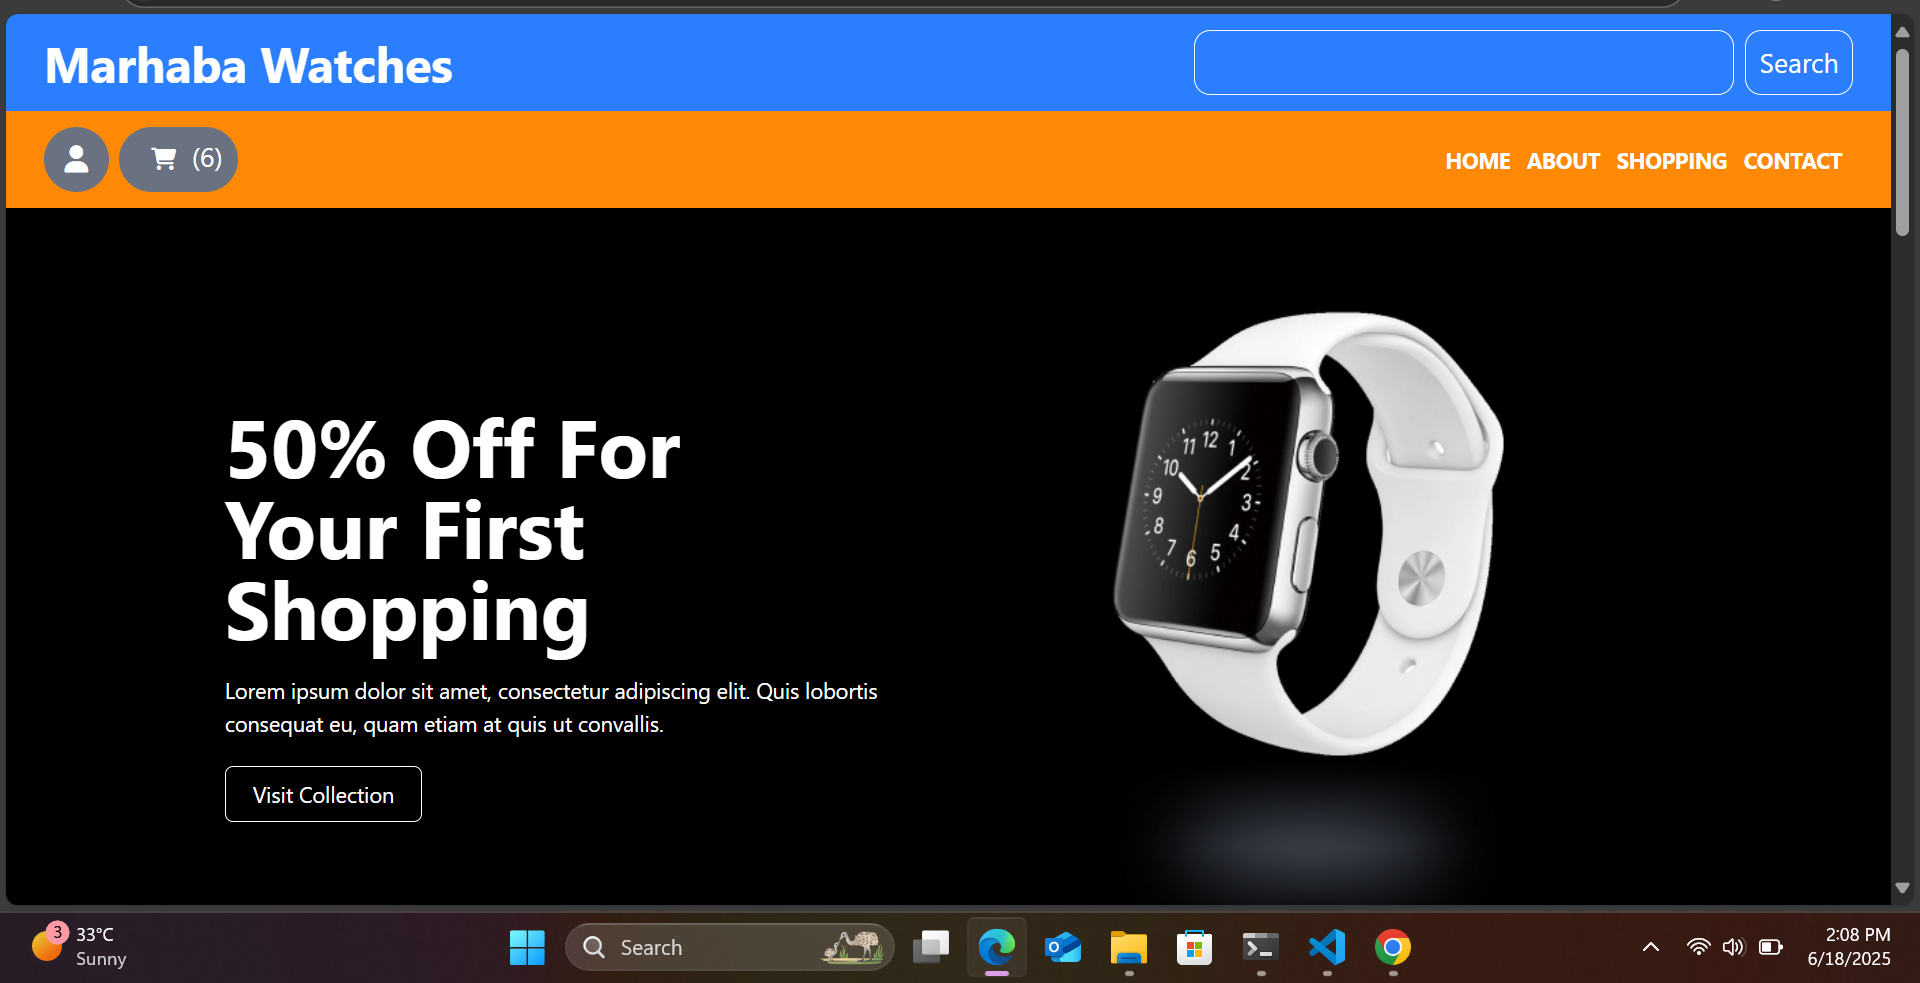 Marhaba Watches
Search
(6)
HOME ABOUT SHOPPING CONTACT
50% Off For
Your First
Shopping
Lorem ipsum dolor sit amet, consectetur adipiscing elit. Quis lobortis
consequat eu, quam etiam at quis ut convallis.
Visit Collection
12
1
2
3
4
5
6
7
8
9
10
11
3
33°C
Sunny
Search
2:08 PM
6/18/2025